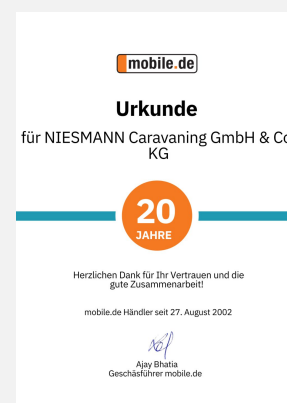 mobile.de
Urkunde
für NIESMANN Caravaning GmbH & Co
KG
20
JAHRE
Herzlichen Dank für Ihr Vertrauen und die
gute Zusammenarbeit!
mobile.de Händler seit 27. August 2002
Ajay Bhatia
Geschäsführer mobile.de